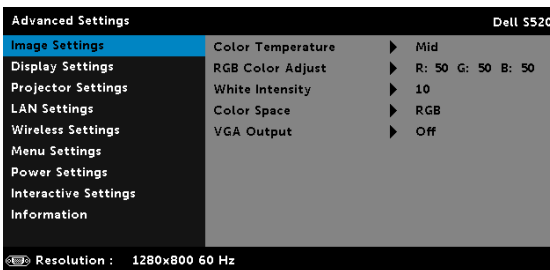 Advanced Settings Dell S520
Image Settings Color Temperature Mid
Display Settings RGB Color Adjust R: 50 G: 50 B: 50
Projector Settings White Intensity 10
LAN Settings Color Space RGB
Wireless Settings VGA Output Off
Menu Settings
Power Settings
Interactive Settings
Information
Resolution : 1280x800 60 Hz